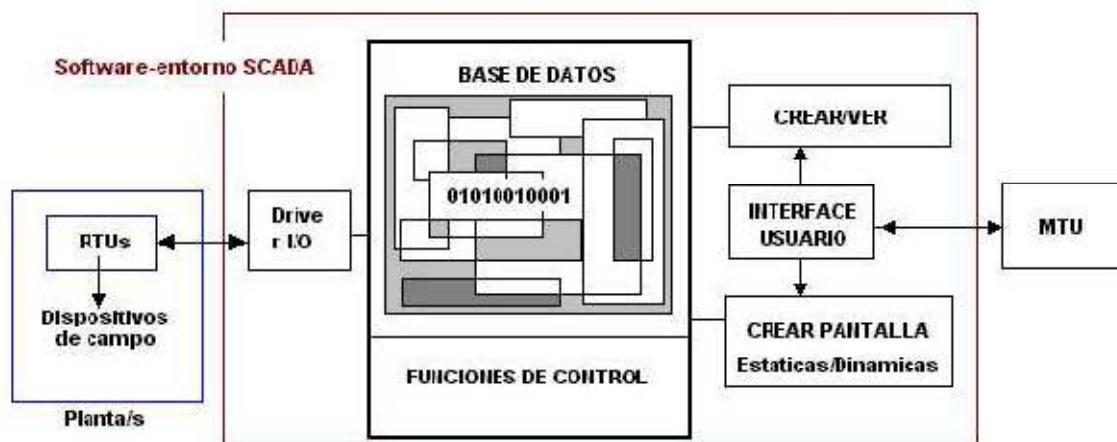 Software-entorno SCADA
BASE DE DATOS
01010010001
FUNCIONES DE CONTROL
RTUs
Dispositivos
de campo
Planta/s
Drive
r I/O
CREAR/VER
INTERFACE
USUARIO
CREAR PANTALLA
Estaticas/Dinamicas
MTU